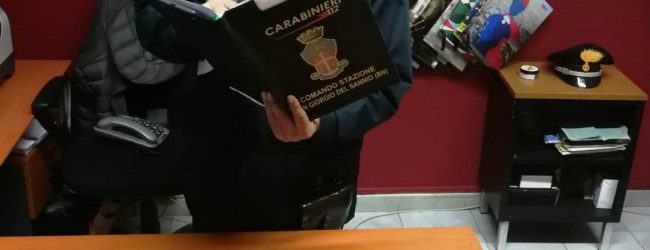 CARABINIERI
112
COMANDO STAZIONE
SAN GIORGIO DEL SANNIO (BN)